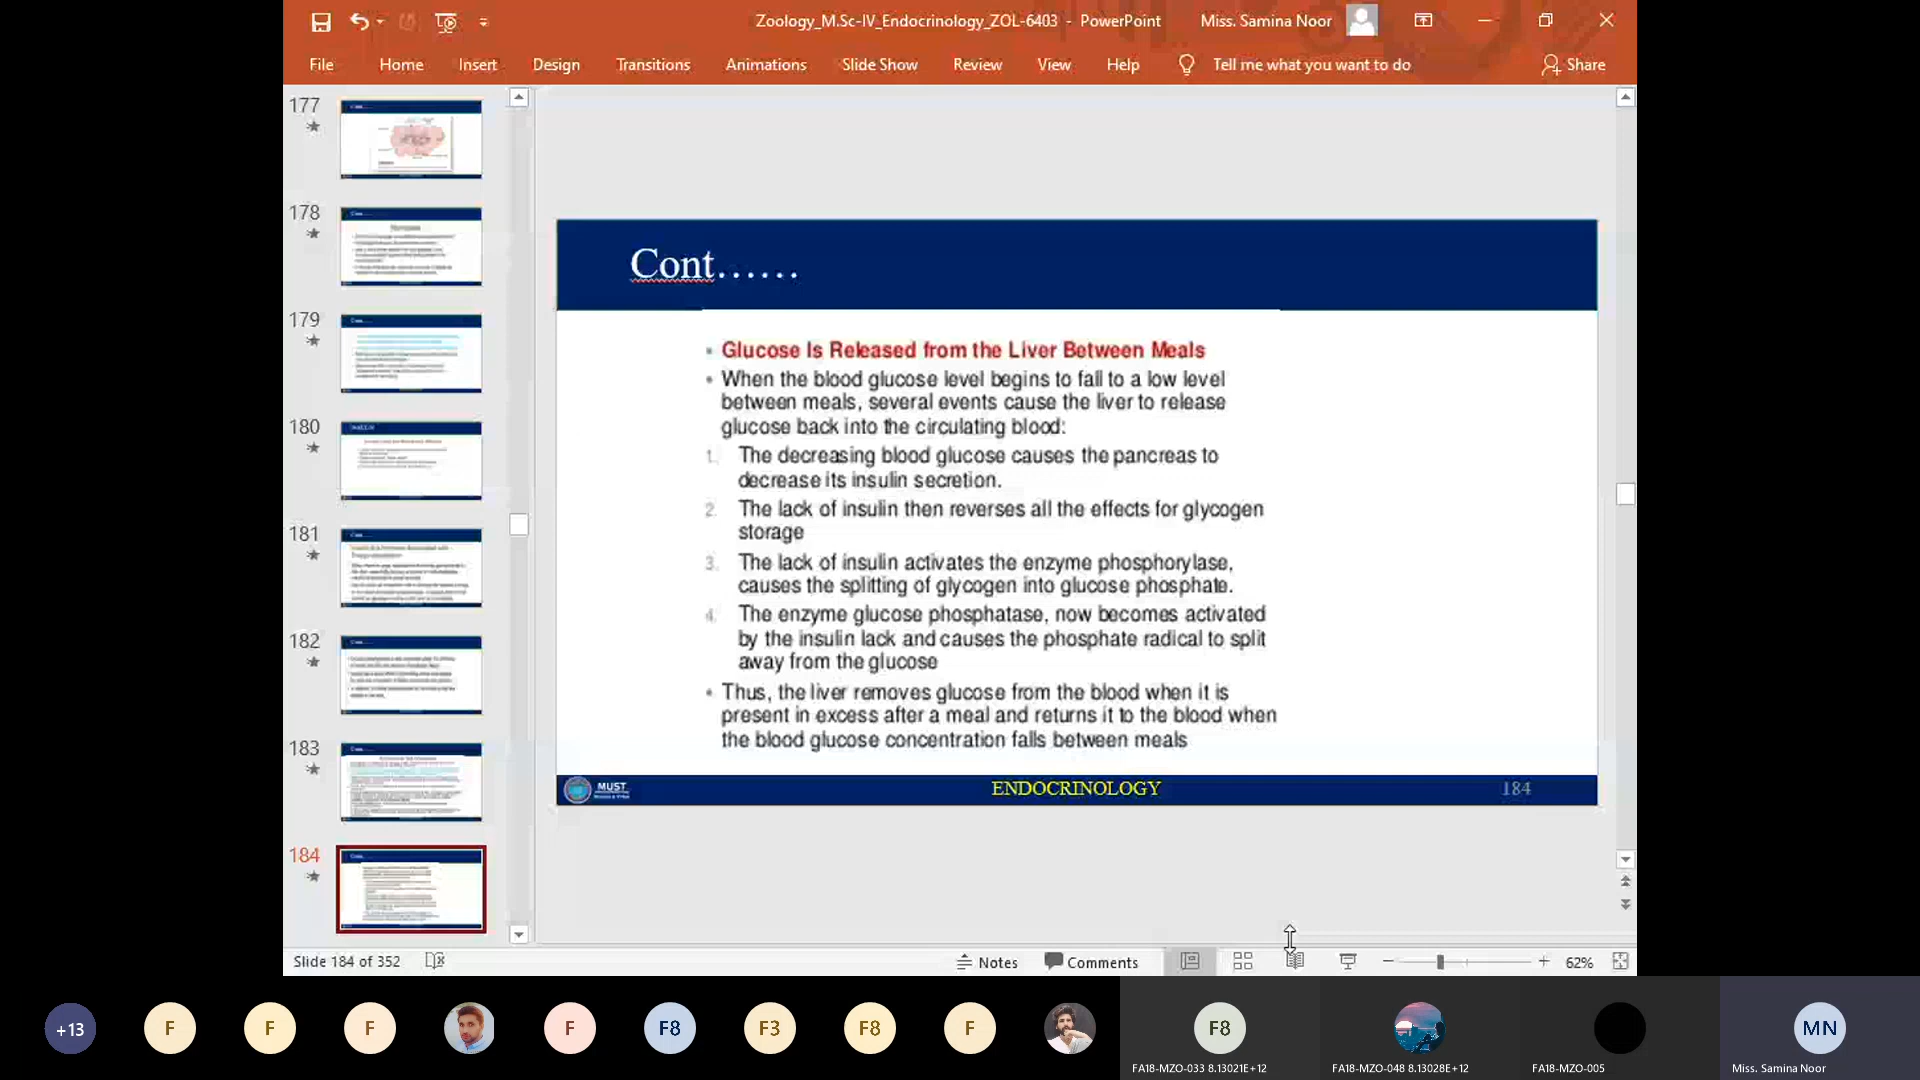 Zoology_M.Sc-IV_Endocrinology_ZOL-6403 - PowerPoint
Miss. Samina Noor
File Home Insert Design Transitions Animations Slide Show Review View Help Tell me what you want to do Share
177
178
179
180
181
182
183
184
Cont......
• Glucose Is Released from the Liver Between Meals
• When the blood glucose level begins to fall to a low level
between meals, several events cause the liver to release
glucose back into the circulating blood:
1. The decreasing blood glucose causes the pancreas to
decrease its insulin secretion.
2. The lack of insulin then reverses all the effects for glycogen
storage
3. The lack of insulin activates the enzyme phosphorylase,
causes the splitting of glycogen into glucose phosphate.
4. The enzyme glucose phosphatase, now becomes activated
by the insulin lack and causes the phosphate radical to split
away from the glucose
• Thus, the liver removes glucose from the blood when it is
present in excess after a meal and returns it to the blood when
the blood glucose concentration falls between meals
MUST
ENDOCRINOLOGY
184
Slide 184 of 352
Notes Comments
62%
+13 F F F F F8 F3 F8 F F8 MN
FA18-MZO-033 8.13021E+12
FA18-MZO-048 8.13028E+12
FA18-MZO-005
Miss. Samina Noor